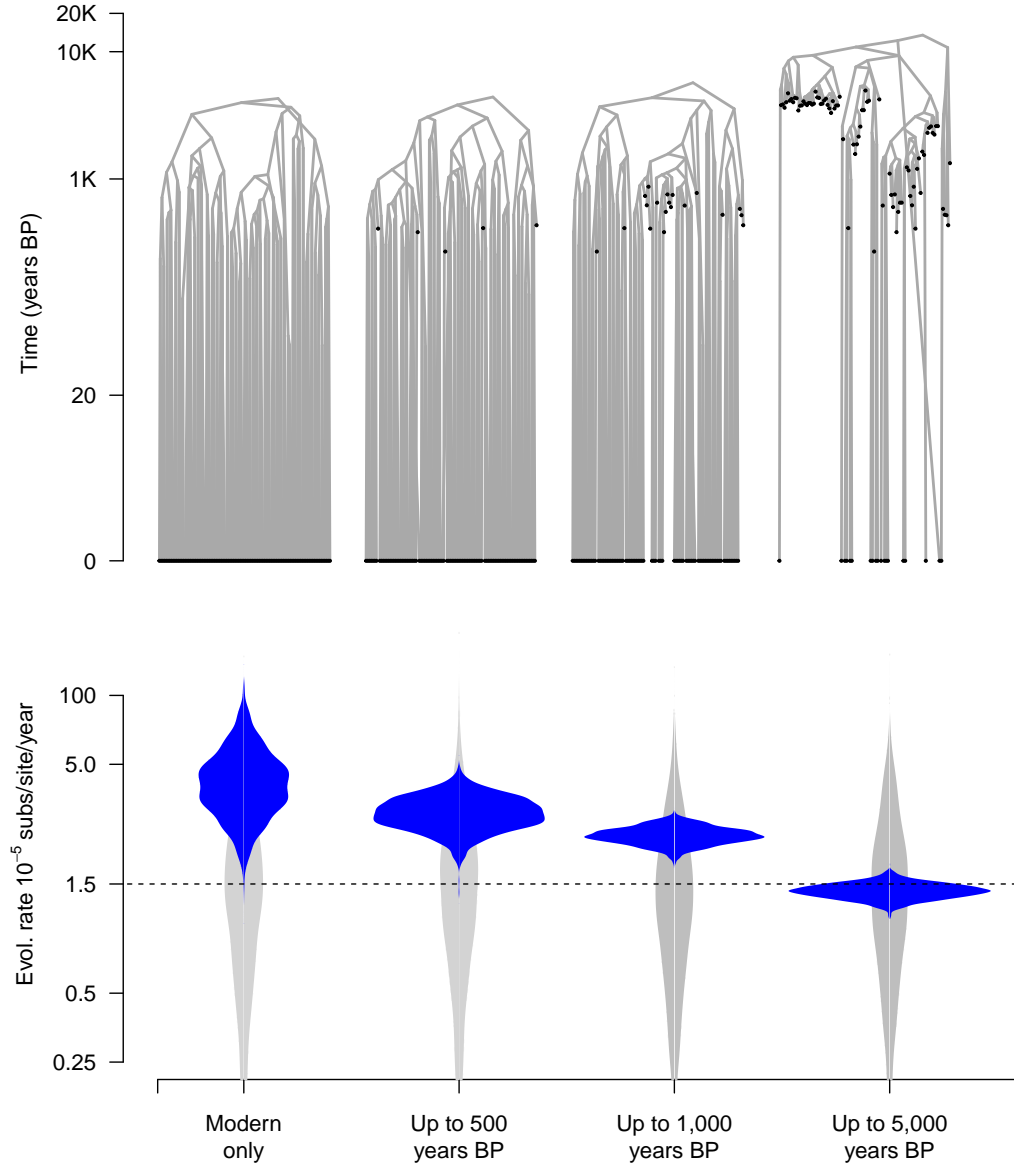 20K
10K
1K
20
0
Time (years BP)
100
5.0
1.5
0.5
0.25
Evol. rate 10⁻⁵ subs/site/year
Modern
only
Up to 500
years BP
Up to 1,000
years BP
Up to 5,000
years BP